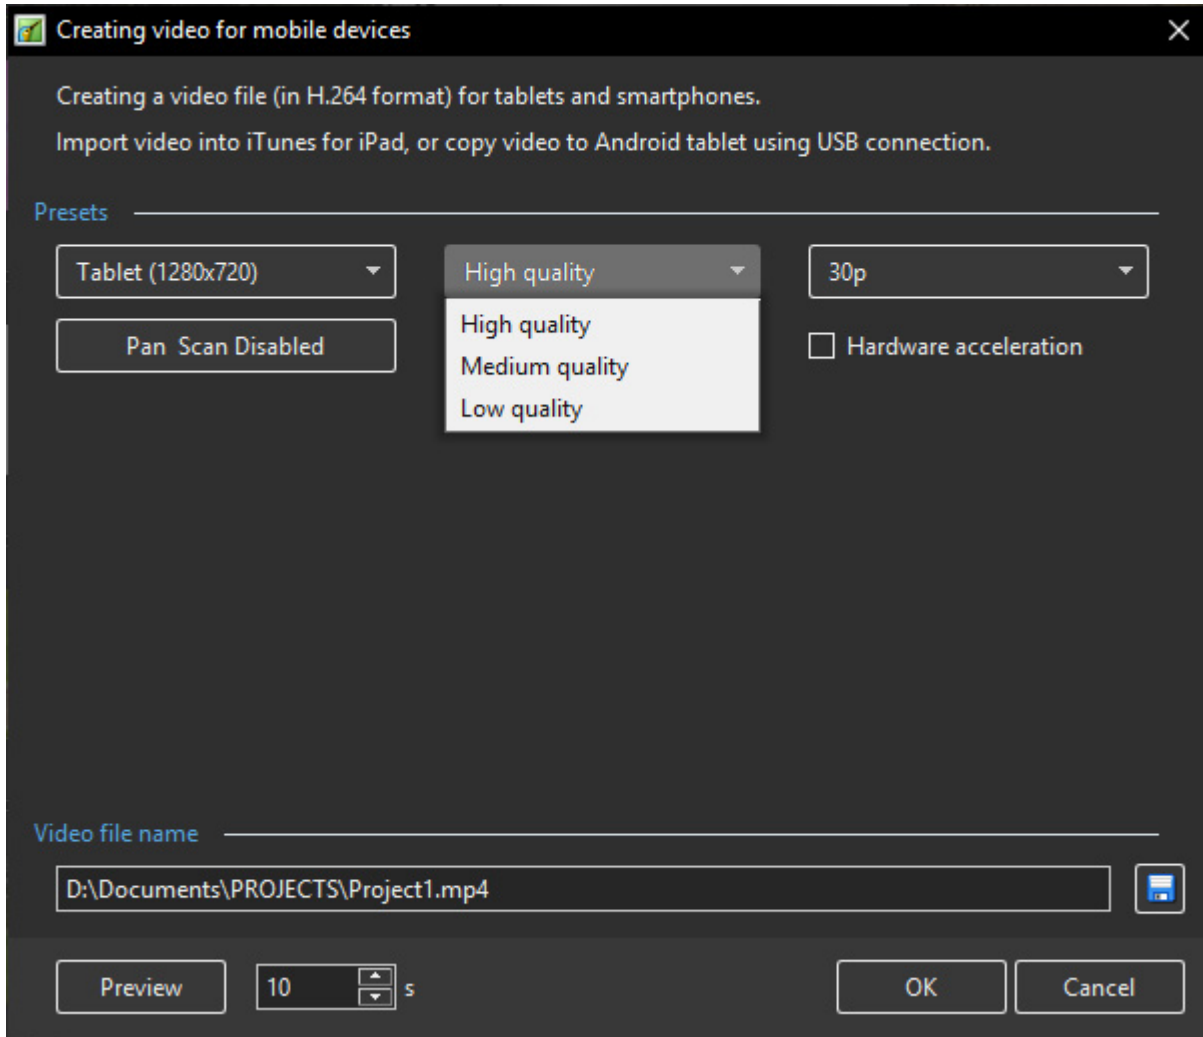 Creating video for mobile devices
Creating a video file (in H.264 format) for tablets and smartphones.
Import video into iTunes for iPad, or copy video to Android tablet using USB connection.
Presets
Tablet (1280x720)
High quality
30p
High quality
Medium quality
Low quality
Pan  Scan Disabled
Hardware acceleration
Video file name
D:\Documents\PROJECTS\Project1.mp4
Preview
10
s
OK
Cancel